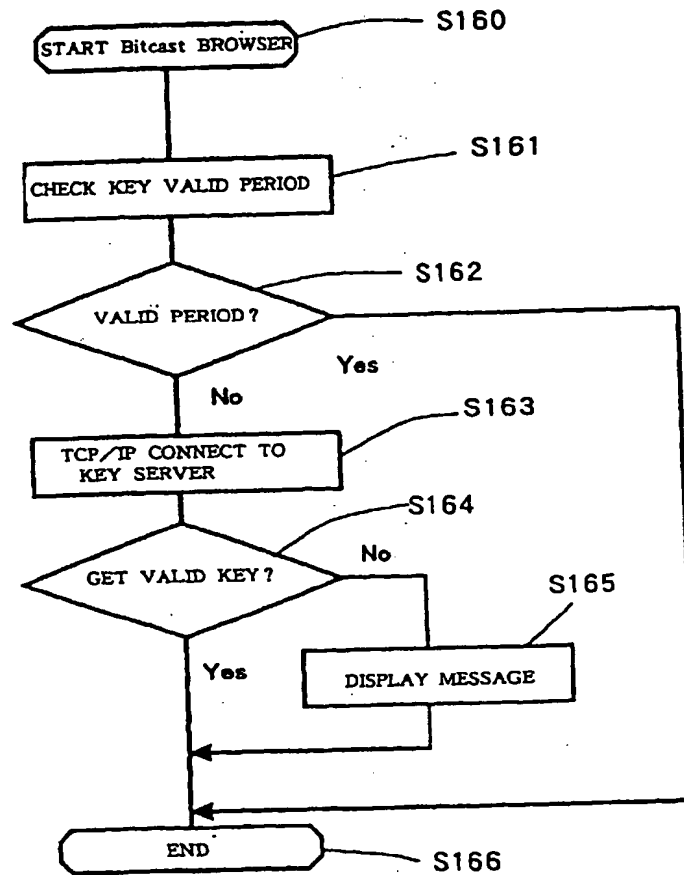 START Bitcast BROWSER
S160
S161
CHECK KEY VALID PERIOD
S162
VALID PERIOD?
Yes
No
S163
TCP/IP CONNECT TO
KEY SERVER
S164
No
GET VALID KEY?
S165
Yes
DISPLAY MESSAGE
END
S166